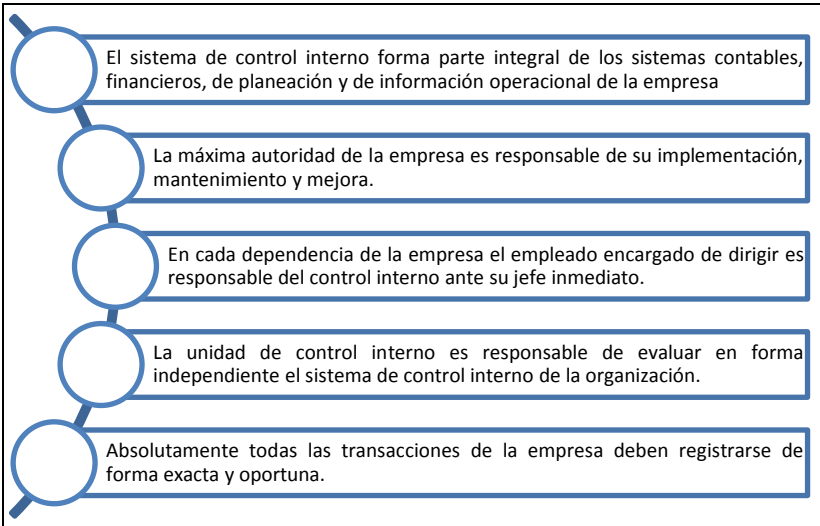 El sistema de control interno forma parte integral de los sistemas contables,
financieros, de planeación y de información operacional de la empresa
La máxima autoridad de la empresa es responsable de su implementación,
mantenimiento y mejora.
En cada dependencia de la empresa el empleado encargado de dirigir es
responsable del control interno ante su jefe inmediato.
La unidad de control interno es responsable de evaluar en forma
independiente el sistema de control interno de la organización.
Absolutamente todas las transacciones de la empresa deben registrarse de
forma exacta y oportuna.